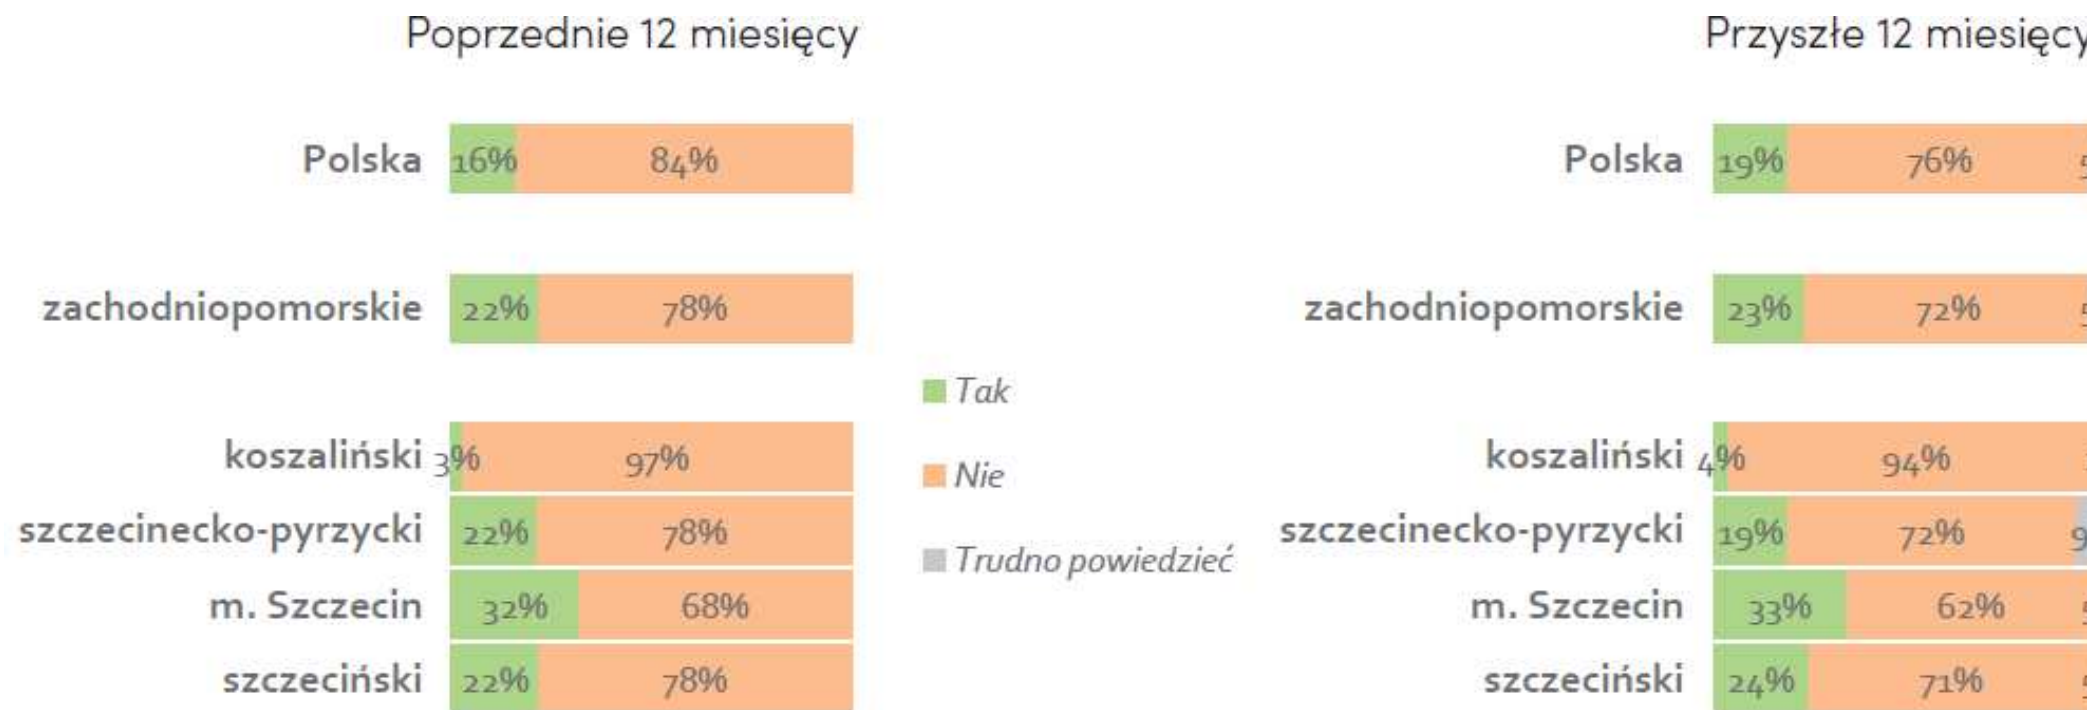 Poprzednie 12 miesięcy
Polska 16% 84%
zachodniopomorskie 22% 78%
koszaliński 3% 97%
szczecinecko-pyrzycki 22% 78%
m. Szczecin 32% 68%
szczeciński 22% 78%
Tak
Nie
Trudno powiedzieć
Przyszłe 12 miesięcy
Polska 19% 76%
zachodniopomorskie 23% 72%
koszaliński 4% 94%
szczecinecko-pyrzycki 19% 72% 9
m. Szczecin 33% 62%
szczeciński 24% 71%